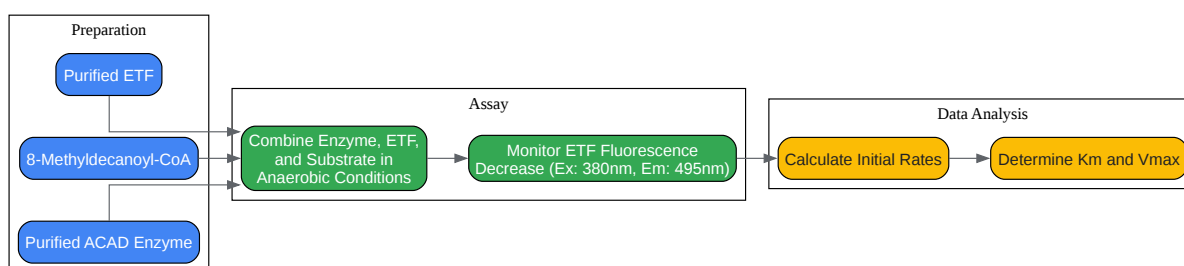 Preparation
Purified ETF
8-Methyldecanoyl-CoA
Purified ACAD Enzyme
Assay
Combine Enzyme, ETF,
and Substrate in
Anaerobic Conditions
Monitor ETF Fluorescence
Decrease (Ex: 380nm, Em: 495nm)
Data Analysis
Calculate Initial Rates
Determine Km and Vmax